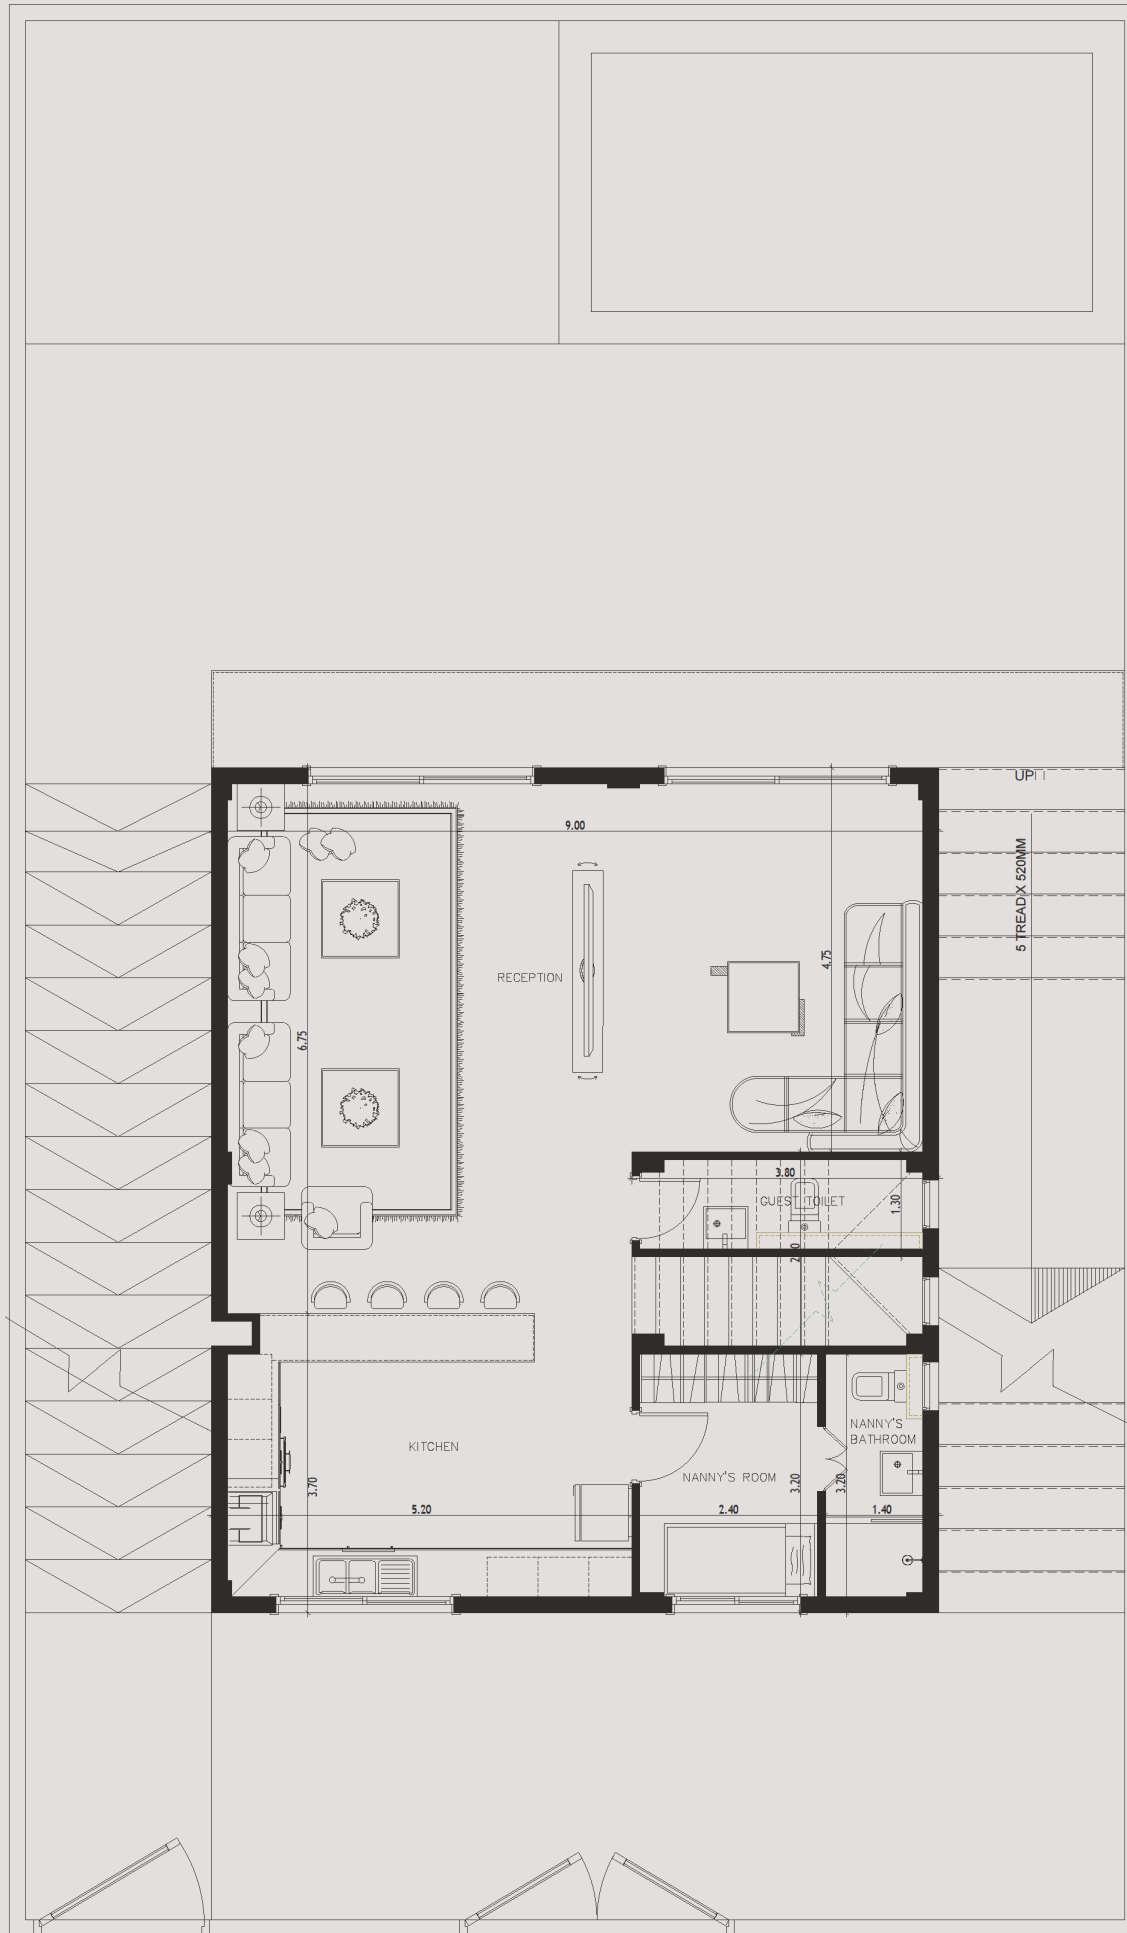 UP
9.00
5 TREAD X 520MM
4.75
RECEPTION
6.75
3.80
GUEST TOILET
1.30
NANNY'S
BATHROOM
KITCHEN
NANNY'S ROOM
3.70
3.20
3.20
5.20
2.40
1.40